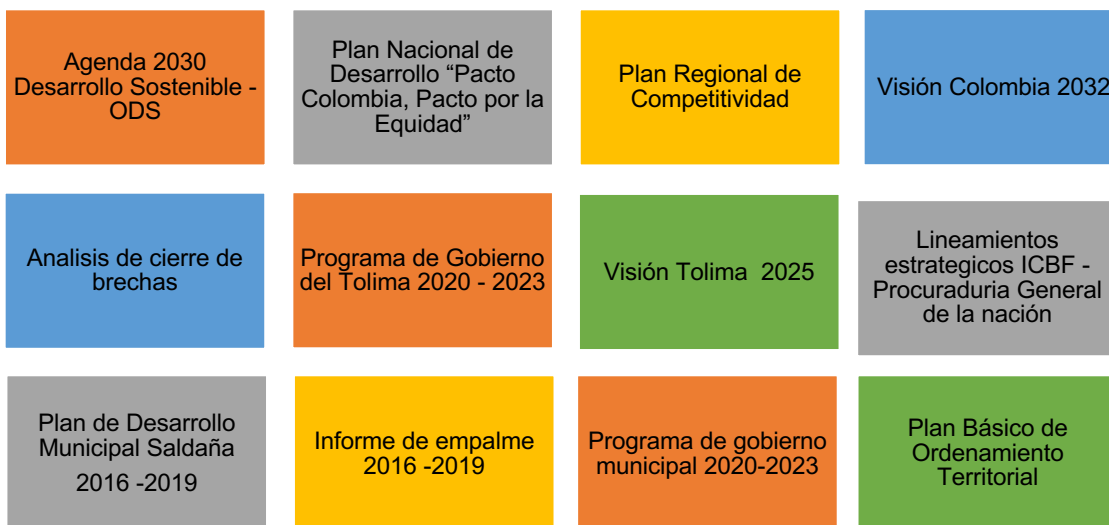 Agenda 2030
Desarrollo Sostenible -
ODS
Plan Nacional de
Desarrollo “Pacto
Colombia, Pacto por la
Equidad”
Plan Regional de
Competitividad
Visión Colombia 2032
Analisis de cierre de
brechas
Programa de Gobierno
del Tolima 2020 - 2023
Visión Tolima 2025
Lineamientos
estrategicos ICBF -
Procuraduria General
de la nación
Plan de Desarrollo
Municipal Saldaña
2016 -2019
Informe de empalme
2016 -2019
Programa de gobierno
municipal 2020-2023
Plan Básico de
Ordenamiento
Territorial